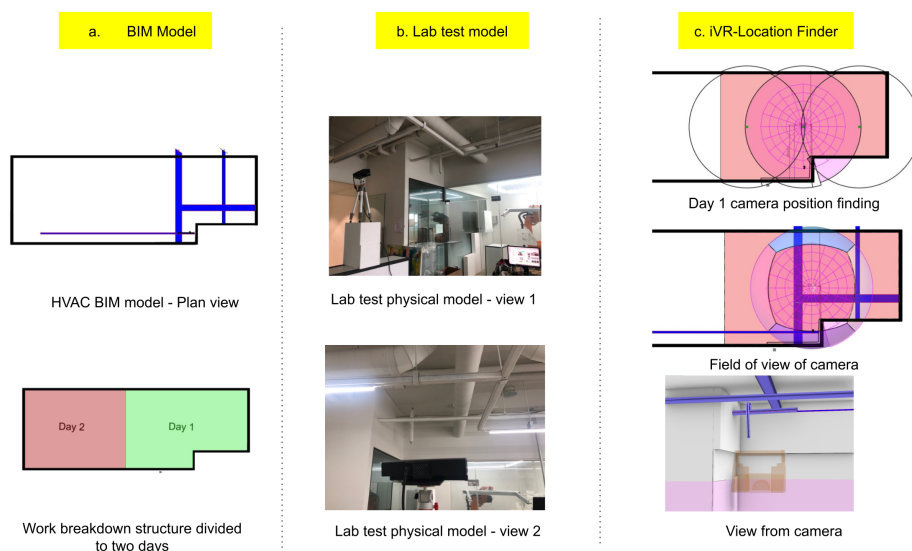 a. BIM Model
HVAC BIM model - Plan view
Day 2
Day 1
Work breakdown structure divided
to two days
b. Lab test model
Lab test physical model - view 1
Lab test physical model - view 2
c. iVR-Location Finder
Day 1 camera position finding
Field of view of camera
View from camera